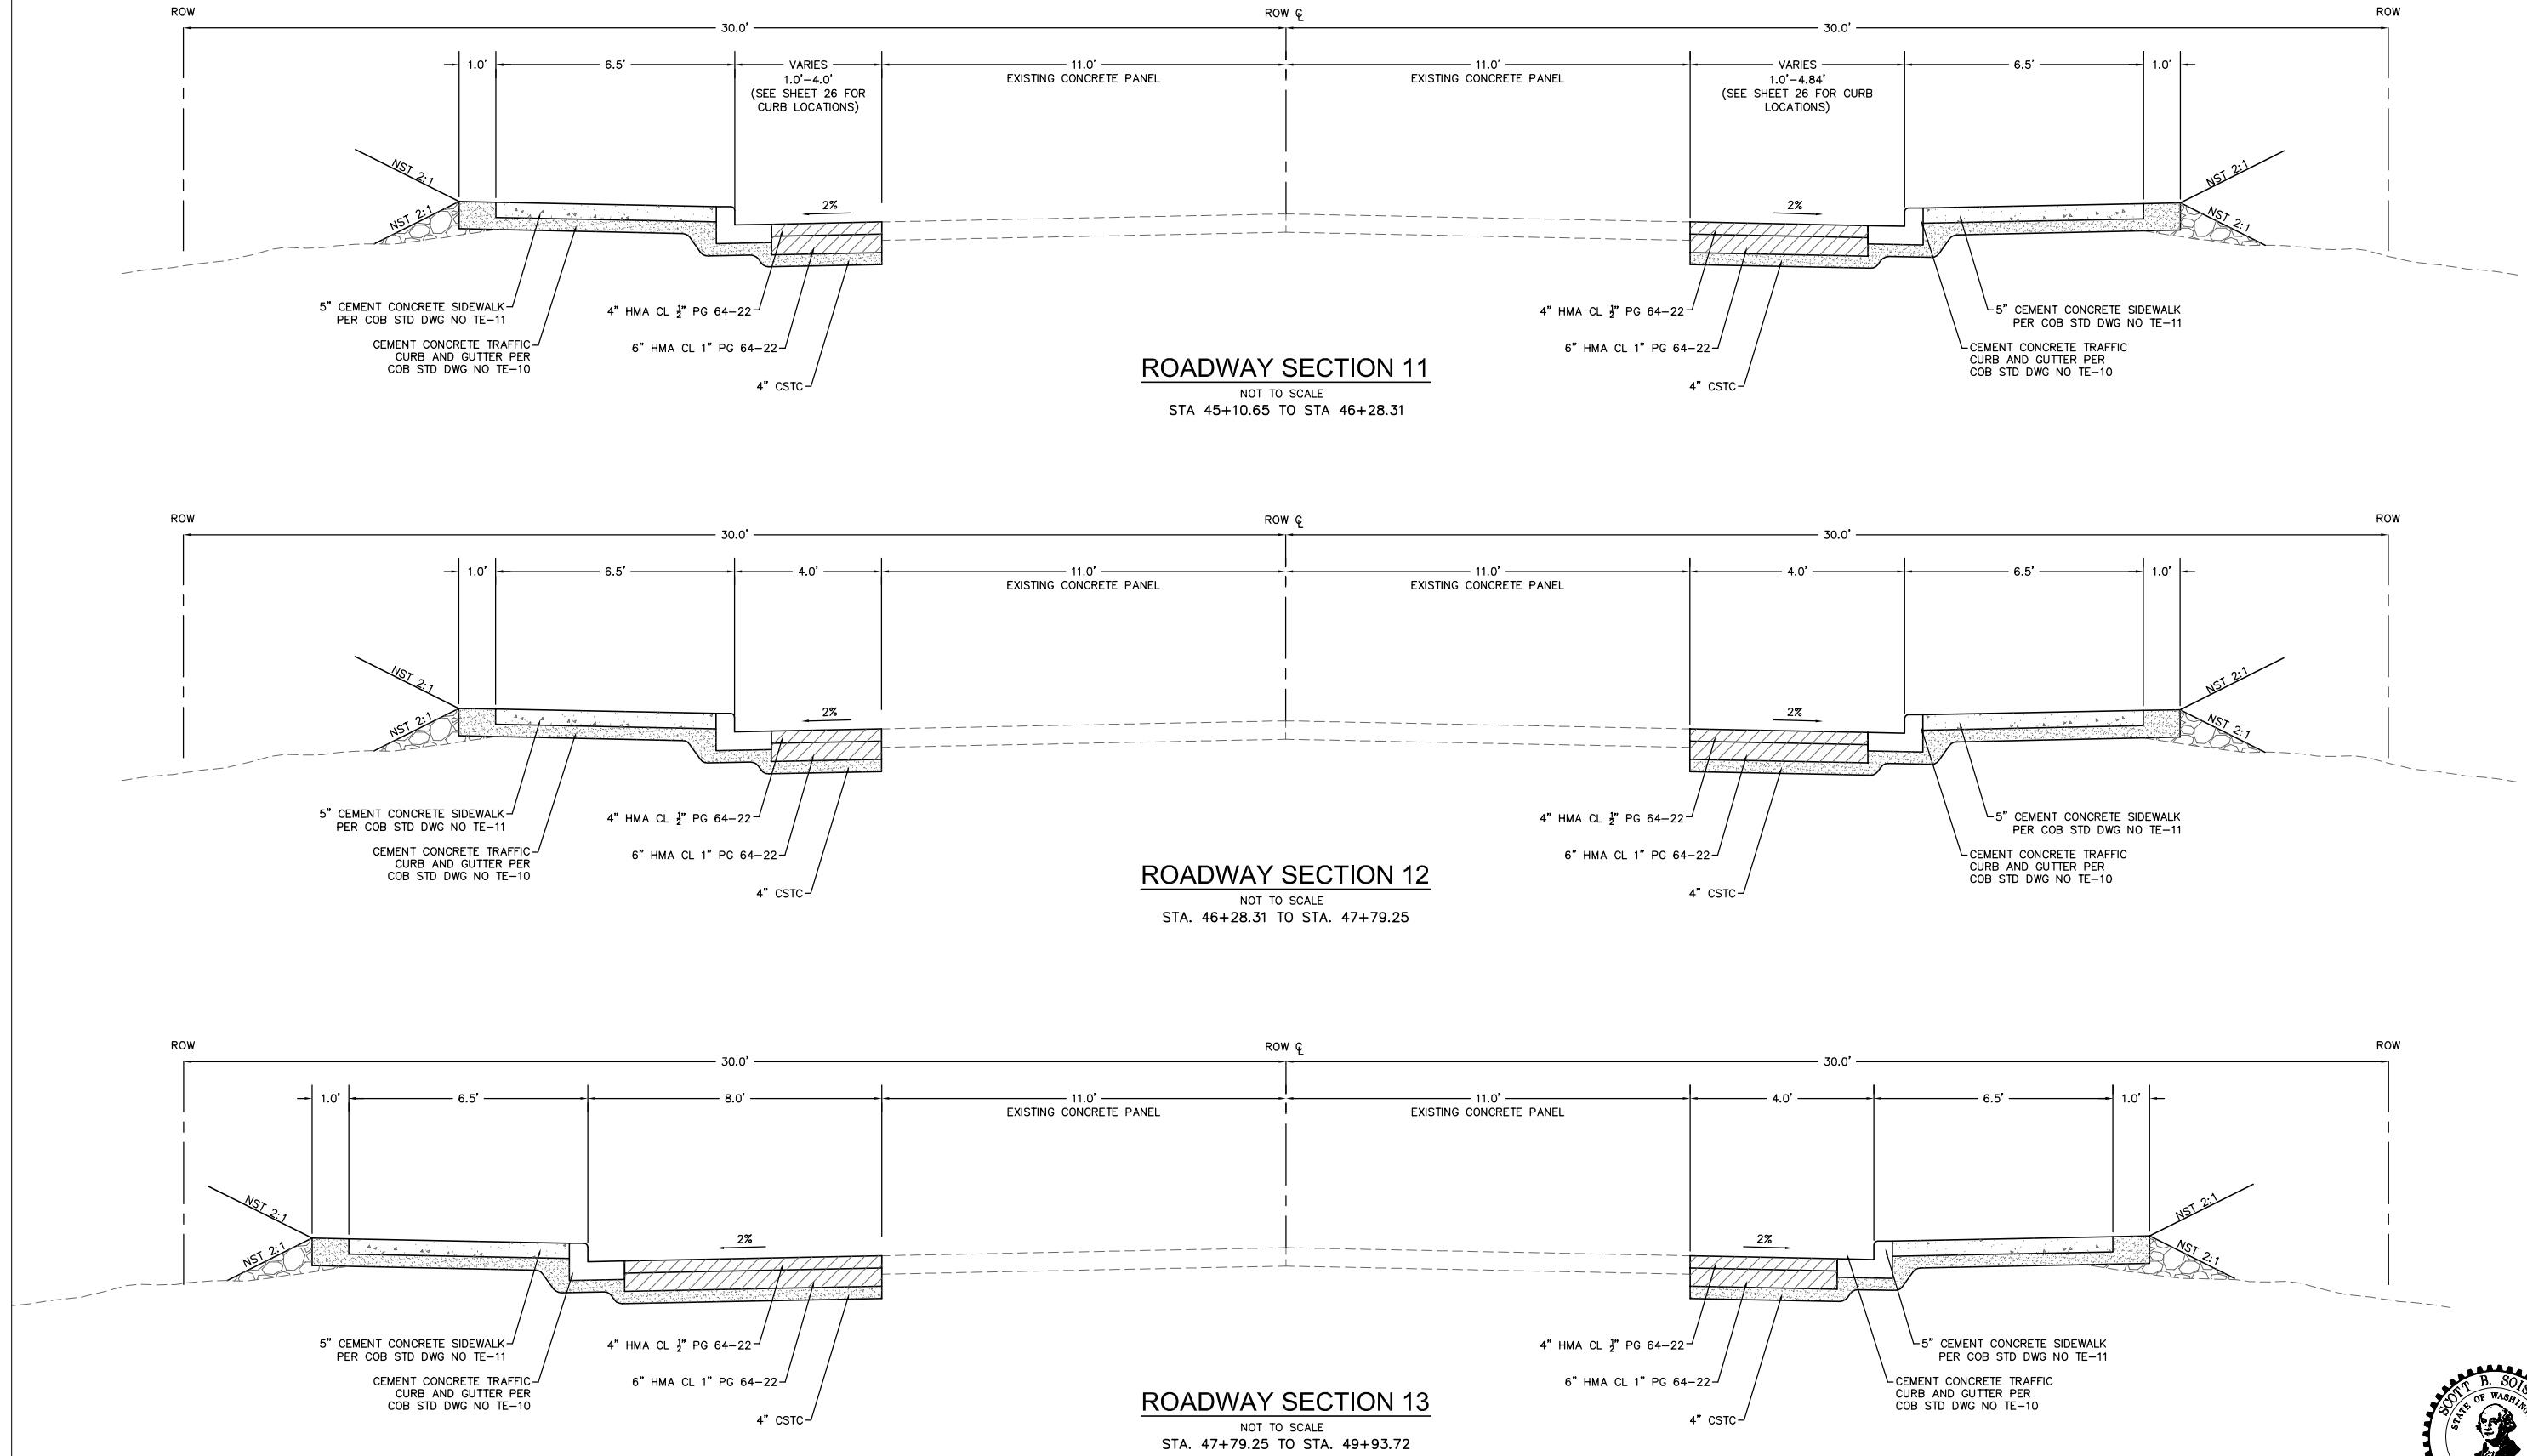 ROW
ROW ℄
ROW
30.0'
30.0'
1.0'
6.5'
VARIES
1.0'-4.0'
(SEE SHEET 26 FOR
CURB LOCATIONS)
11.0'
EXISTING CONCRETE PANEL
11.0'
EXISTING CONCRETE PANEL
VARIES
1.0'-4.84'
(SEE SHEET 26 FOR CURB
LOCATIONS)
6.5'
1.0'
NST 2:1
NST 2:1
2%
2%
NST 2:1
NST 2:1
5" CEMENT CONCRETE SIDEWALK
PER COB STD DWG NO TE-11
CEMENT CONCRETE TRAFFIC
CURB AND GUTTER PER
COB STD DWG NO TE-10
4" HMA CL ½" PG 64-22
6" HMA CL 1" PG 64-22
4" CSTC
4" HMA CL ½" PG 64-22
6" HMA CL 1" PG 64-22
4" CSTC
5" CEMENT CONCRETE SIDEWALK
PER COB STD DWG NO TE-11
CEMENT CONCRETE TRAFFIC
CURB AND GUTTER PER
COB STD DWG NO TE-10
ROADWAY SECTION 11
NOT TO SCALE
STA 45+10.65 TO STA 46+28.31
ROW
ROW ℄
ROW
30.0'
30.0'
1.0'
6.5'
4.0'
11.0'
EXISTING CONCRETE PANEL
11.0'
EXISTING CONCRETE PANEL
4.0'
6.5'
1.0'
NST 2:1
NST 2:1
2%
2%
NST 2:1
NST 2:1
5" CEMENT CONCRETE SIDEWALK
PER COB STD DWG NO TE-11
CEMENT CONCRETE TRAFFIC
CURB AND GUTTER PER
COB STD DWG NO TE-10
4" HMA CL ½" PG 64-22
6" HMA CL 1" PG 64-22
4" CSTC
4" HMA CL ½" PG 64-22
6" HMA CL 1" PG 64-22
4" CSTC
5" CEMENT CONCRETE SIDEWALK
PER COB STD DWG NO TE-11
CEMENT CONCRETE TRAFFIC
CURB AND GUTTER PER
COB STD DWG NO TE-10
ROADWAY SECTION 12
NOT TO SCALE
STA. 46+28.31 TO STA. 47+79.25
ROW
ROW ℄
ROW
30.0'
30.0'
1.0'
6.5'
8.0'
11.0'
EXISTING CONCRETE PANEL
11.0'
EXISTING CONCRETE PANEL
4.0'
6.5'
1.0'
NST 2:1
NST 2:1
2%
2%
NST 2:1
NST 2:1
5" CEMENT CONCRETE SIDEWALK
PER COB STD DWG NO TE-11
CEMENT CONCRETE TRAFFIC
CURB AND GUTTER PER
COB STD DWG NO TE-10
4" HMA CL ½" PG 64-22
6" HMA CL 1" PG 64-22
4" CSTC
4" HMA CL ½" PG 64-22
6" HMA CL 1" PG 64-22
4" CSTC
5" CEMENT CONCRETE SIDEWALK
PER COB STD DWG NO TE-11
CEMENT CONCRETE TRAFFIC
CURB AND GUTTER PER
COB STD DWG NO TE-10
ROADWAY SECTION 13
NOT TO SCALE
STA. 47+79.25 TO STA. 49+93.72
SCOTT B.
STATE OF